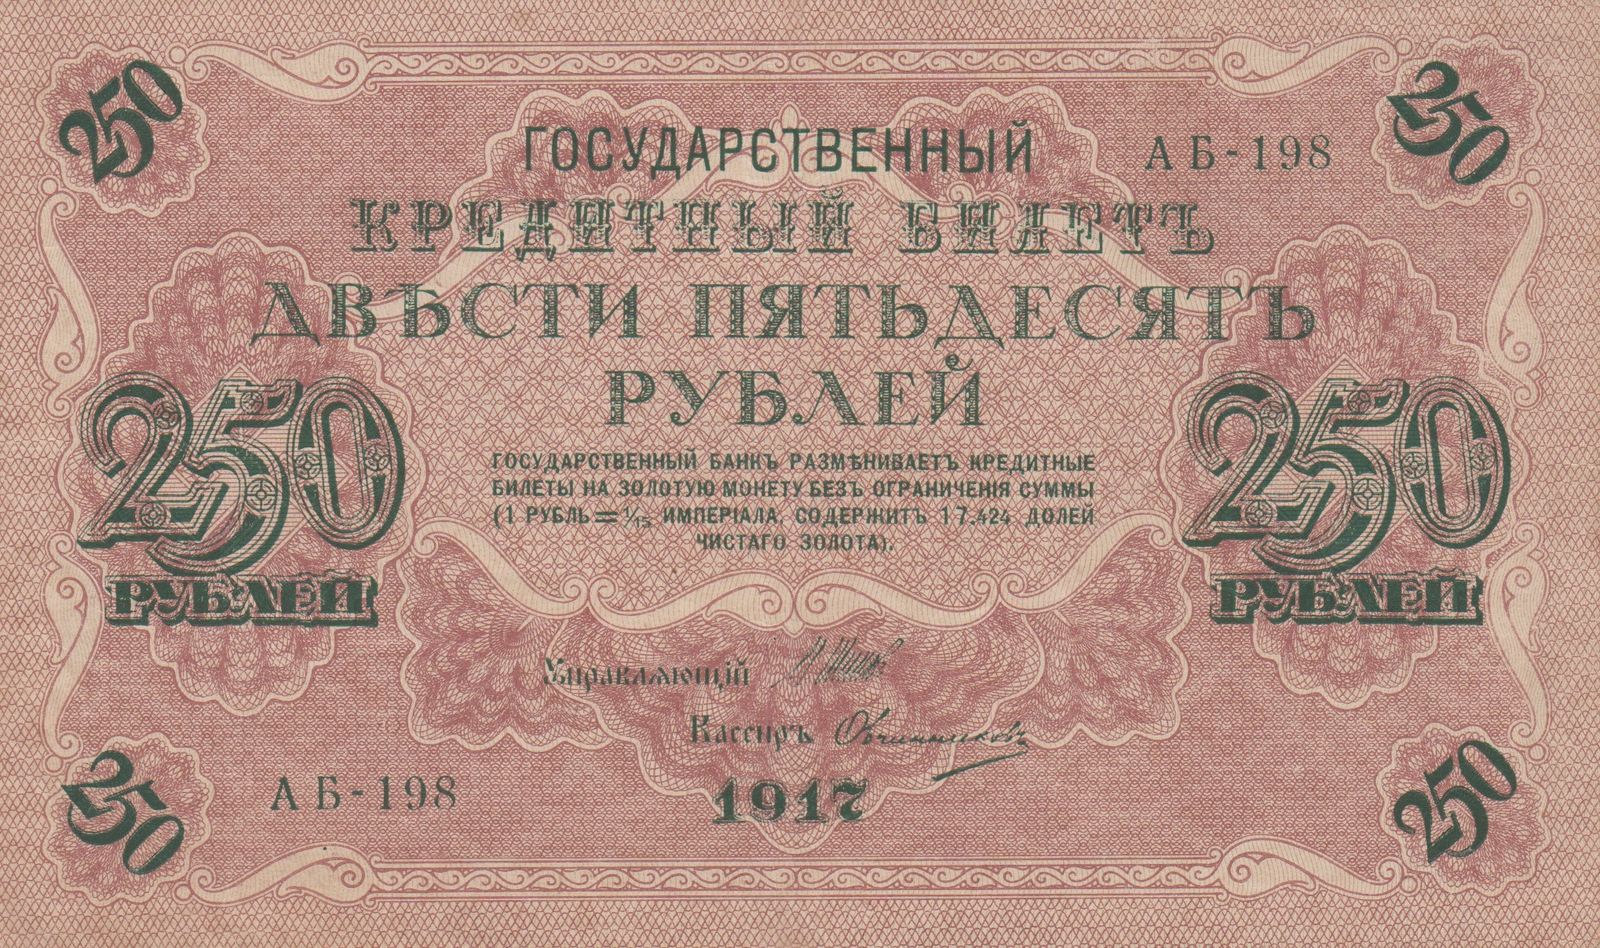 250
250
ГОСУДАРСТВЕННЫЙ
АБ-198
КРЕДИТНЫЙ БИЛЕТЪ
ДВѢСТИ ПЯТЬДЕСЯТЪ
РУБЛЕЙ
250
РУБЛЕЙ
250
РУБЛЕЙ
ГОСУДАРСТВЕННЫЙ БАНКЪ РАЗМѢНИВАЕТЪ КРЕДИТНЫЕ
БИЛЕТЫ НА ЗОЛОТУЮ МОНЕТУ БЕЗЪ ОГРАНИЧЕНІЯ СУММЫ
(1 РУБЛЬ = 1/15 ИМПЕРІАЛА, СОДЕРЖИТЪ 17.424 ДОЛЕЙ
ЧИСТАГО ЗОЛОТА).
Управляющій
Кассиръ Овчинниковъ
1917
АБ-198
250
250